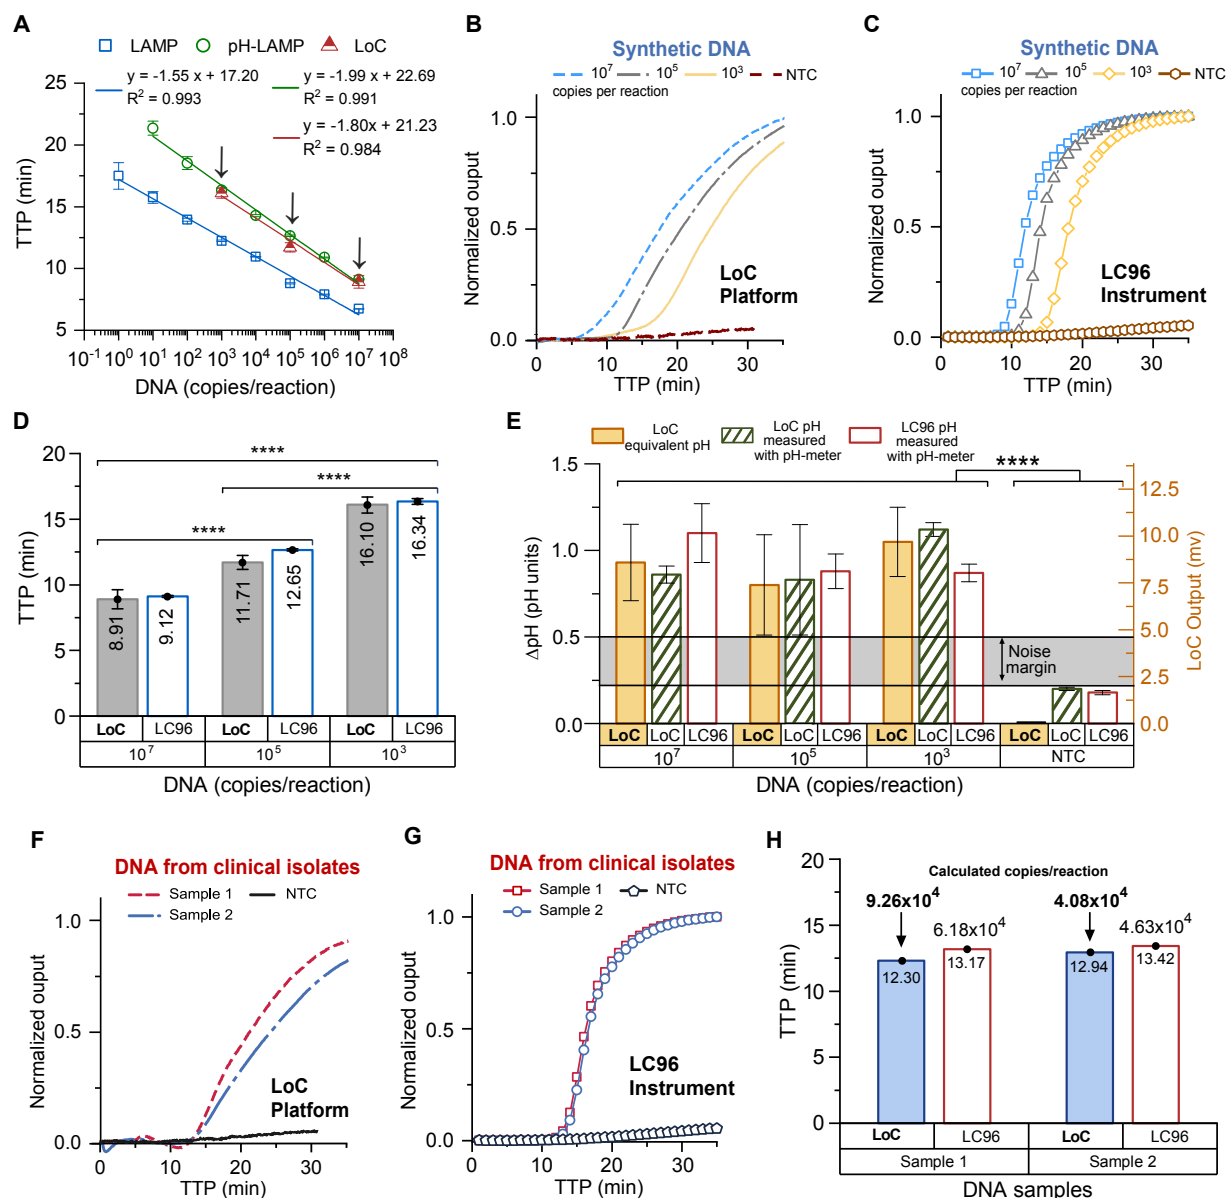 A
LAMP pH-LAMP LoC
y = -1.55 x + 17.20
R² = 0.993
y = -1.99 x + 22.69
R² = 0.991
y = -1.80x + 21.23
R² = 0.984
25
20
15
10
5
TTP (min)
10⁻¹ 10⁰ 10¹ 10² 10³ 10⁴ 10⁵ 10⁶ 10⁷ 10⁸
DNA (copies/reaction)
B
Synthetic DNA
10⁷ 10⁵ 10³ NTC
copies per reaction
1.0
0.5
0.0
Normalized ouput
LoC
Platform
0 10 20 30
TTP (min)
C
Synthetic DNA
10⁷ 10⁵ 10³ NTC
copies per reaction
1.0
0.5
0.0
Normalized ouput
LC96
Instrument
10 20 30
TTP (min)
D
20
15
10
5
0
TTP (min)
****
****
****
8.91
9.12
11.71
12.65
16.10
16.34
LoC LC96 LoC LC96 LoC LC96
10⁷ 10⁵ 10³
DNA (copies/reaction)
E
LoC
equivalent pH
LoC pH
measured
with pH-meter
LC96 pH
measured
with pH-meter
****
1.5
1.0
0.5
0.0
ΔpH (pH units)
Noise
margin
12.5
10.0
7.5
5.0
2.5
0.0
LoC Output (mv)
LoC LoC LC96 LoC LoC LC96 LoC LoC LC96 LoC LoC LC96
10⁷ 10⁵ 10³ NTC
DNA (copies/reaction)
F
DNA from clinical isolates
Sample 1 NTC
Sample 2
1.0
0.5
0.0
Normalized ouput
LoC
Platform
0 10 20 30
TTP (min)
G
DNA from clinical isolates
Sample 1 NTC
Sample 2
1.0
0.5
0.0
Normalized ouput
LC96
Instrument
0 10 20 30
TTP (min)
H
20
15
10
5
0
TTP (min)
Calculated copies/reaction
9.26x10⁴
6.18x10⁴
4.08x10⁴
4.63x10⁴
12.30
13.17
12.94
13.42
LoC LC96 LoC LC96
Sample 1 Sample 2
DNA samples